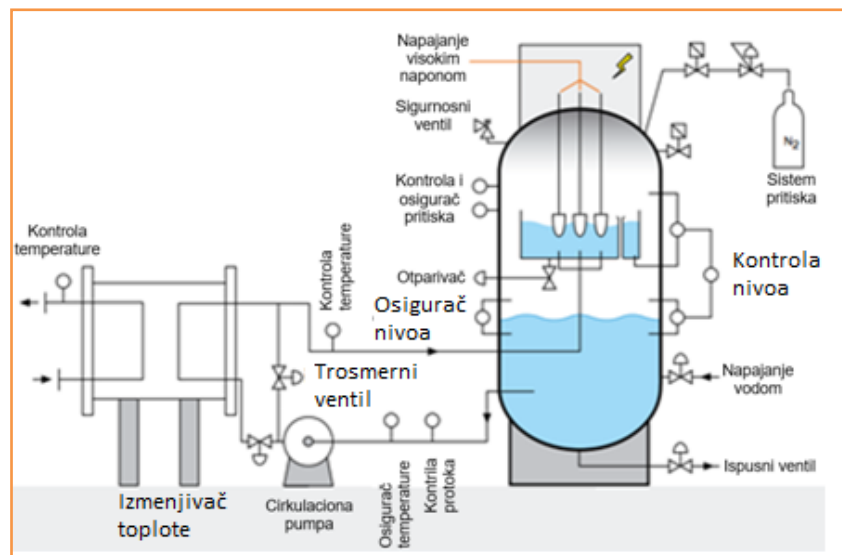 Napajanje
visokim
naponom
Sigurnosni
ventil
N2
Sistem
pritiska
Kontrola i
osigurač
pritiska
Kontrola
temperature
Kontrola
temperature
Otparivač
Kontrola
nivoa
Osigurač
nivoa
Trosmerni
ventil
Napajanje
vodom
Ispusni ventil
Izmenjivač
toplote
Cirkulaciona
pumpa
Osigurač
temperature
Kontrila
protoka